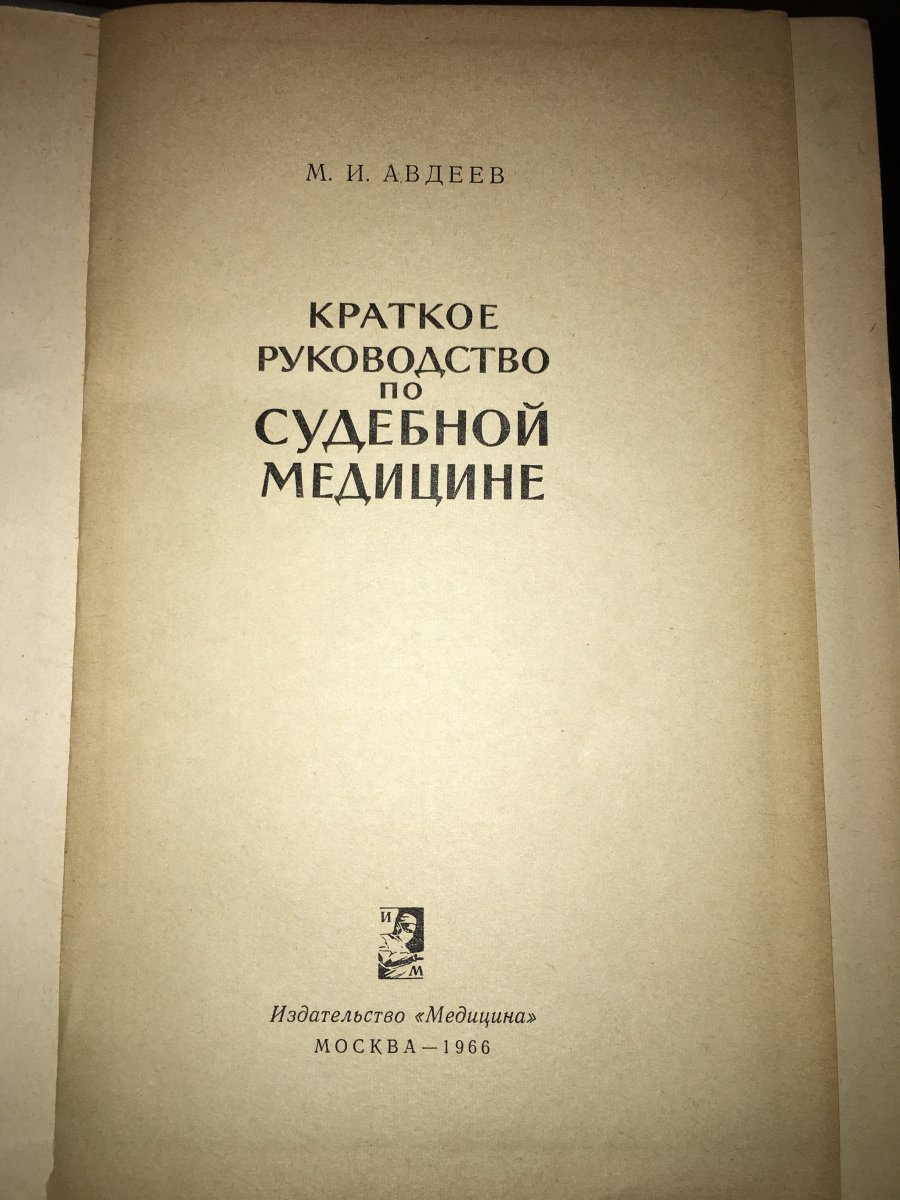 М. И. АВДЕЕВ
КРАТКОЕ
РУКОВОДСТВО
ПО
СУДЕБНОЙ
МЕДИЦИНЕ
И
М
Издательство «Медицина»
МОСКВА — 1966